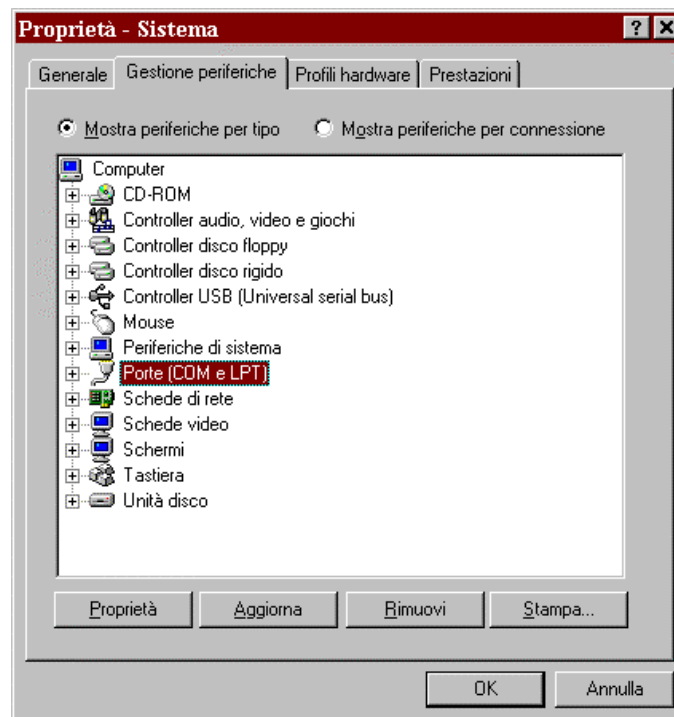 Proprietà - Sistema
Generale Gestione periferiche Profili hardware Prestazioni
Mostra periferiche per tipo Mostra periferiche per connessione
Computer
CD-ROM
Controller audio, video e giochi
Controller disco floppy
Controller disco rigido
Controller USB (Universal serial bus)
Mouse
Periferiche di sistema
Porte (COM e LPT)
Schede di rete
Schede video
Schermi
Tastiera
Unità disco
Proprietà Aggiorna Rimuovi Stampa...
OK Annulla